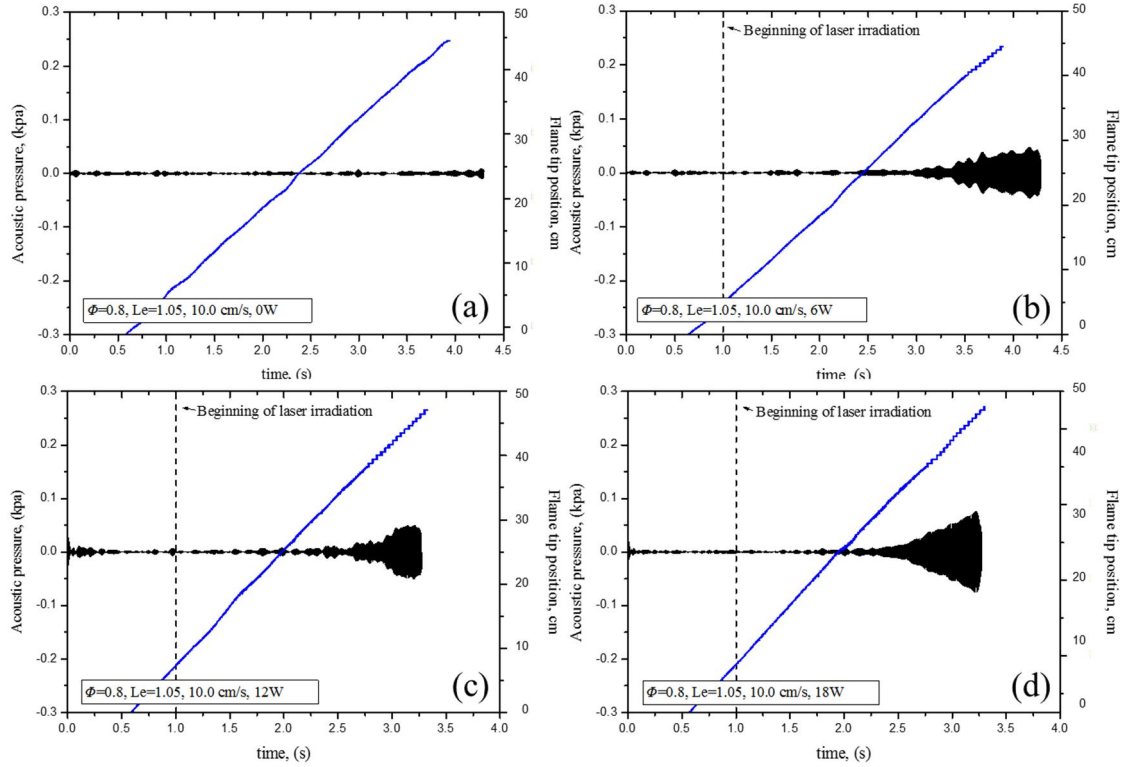 0.3
0.2
0.1
0.0
-0.1
-0.2
-0.3
Acoustic pressure, (kpa)
50
40
30
20
10
0
Flame tip position, cm
Φ=0.8, Le=1.05, 10.0 cm/s, 0W
(a)
0.0 0.5 1.0 1.5 2.0 2.5 3.0 3.5 4.0 4.5
time, (s)
0.3
0.2
0.1
0.0
-0.1
-0.2
-0.3
Acoustic pressure, (kpa)
Beginning of laser irradiation
50
40
30
20
10
0
Flame tip position, cm
Φ=0.8, Le=1.05, 10.0 cm/s, 6W
(b)
0.0 0.5 1.0 1.5 2.0 2.5 3.0 3.5 4.0 4.5
time, (s)
0.3
0.2
0.1
0.0
-0.1
-0.2
-0.3
Acoustic pressure, (kpa)
Beginning of laser irradiation
50
40
30
20
10
0
Flame tip position, cm
Φ=0.8, Le=1.05, 10.0 cm/s, 12W
(c)
0.0 0.5 1.0 1.5 2.0 2.5 3.0 3.5 4.0
time, (s)
0.3
0.2
0.1
0.0
-0.1
-0.2
-0.3
Acoustic pressure, (kpa)
Beginning of laser irradiation
50
40
30
20
10
0
Flame tip position, cm
Φ=0.8, Le=1.05, 10.0 cm/s, 18W
(d)
0.0 0.5 1.0 1.5 2.0 2.5 3.0 3.5 4.0
time, (s)